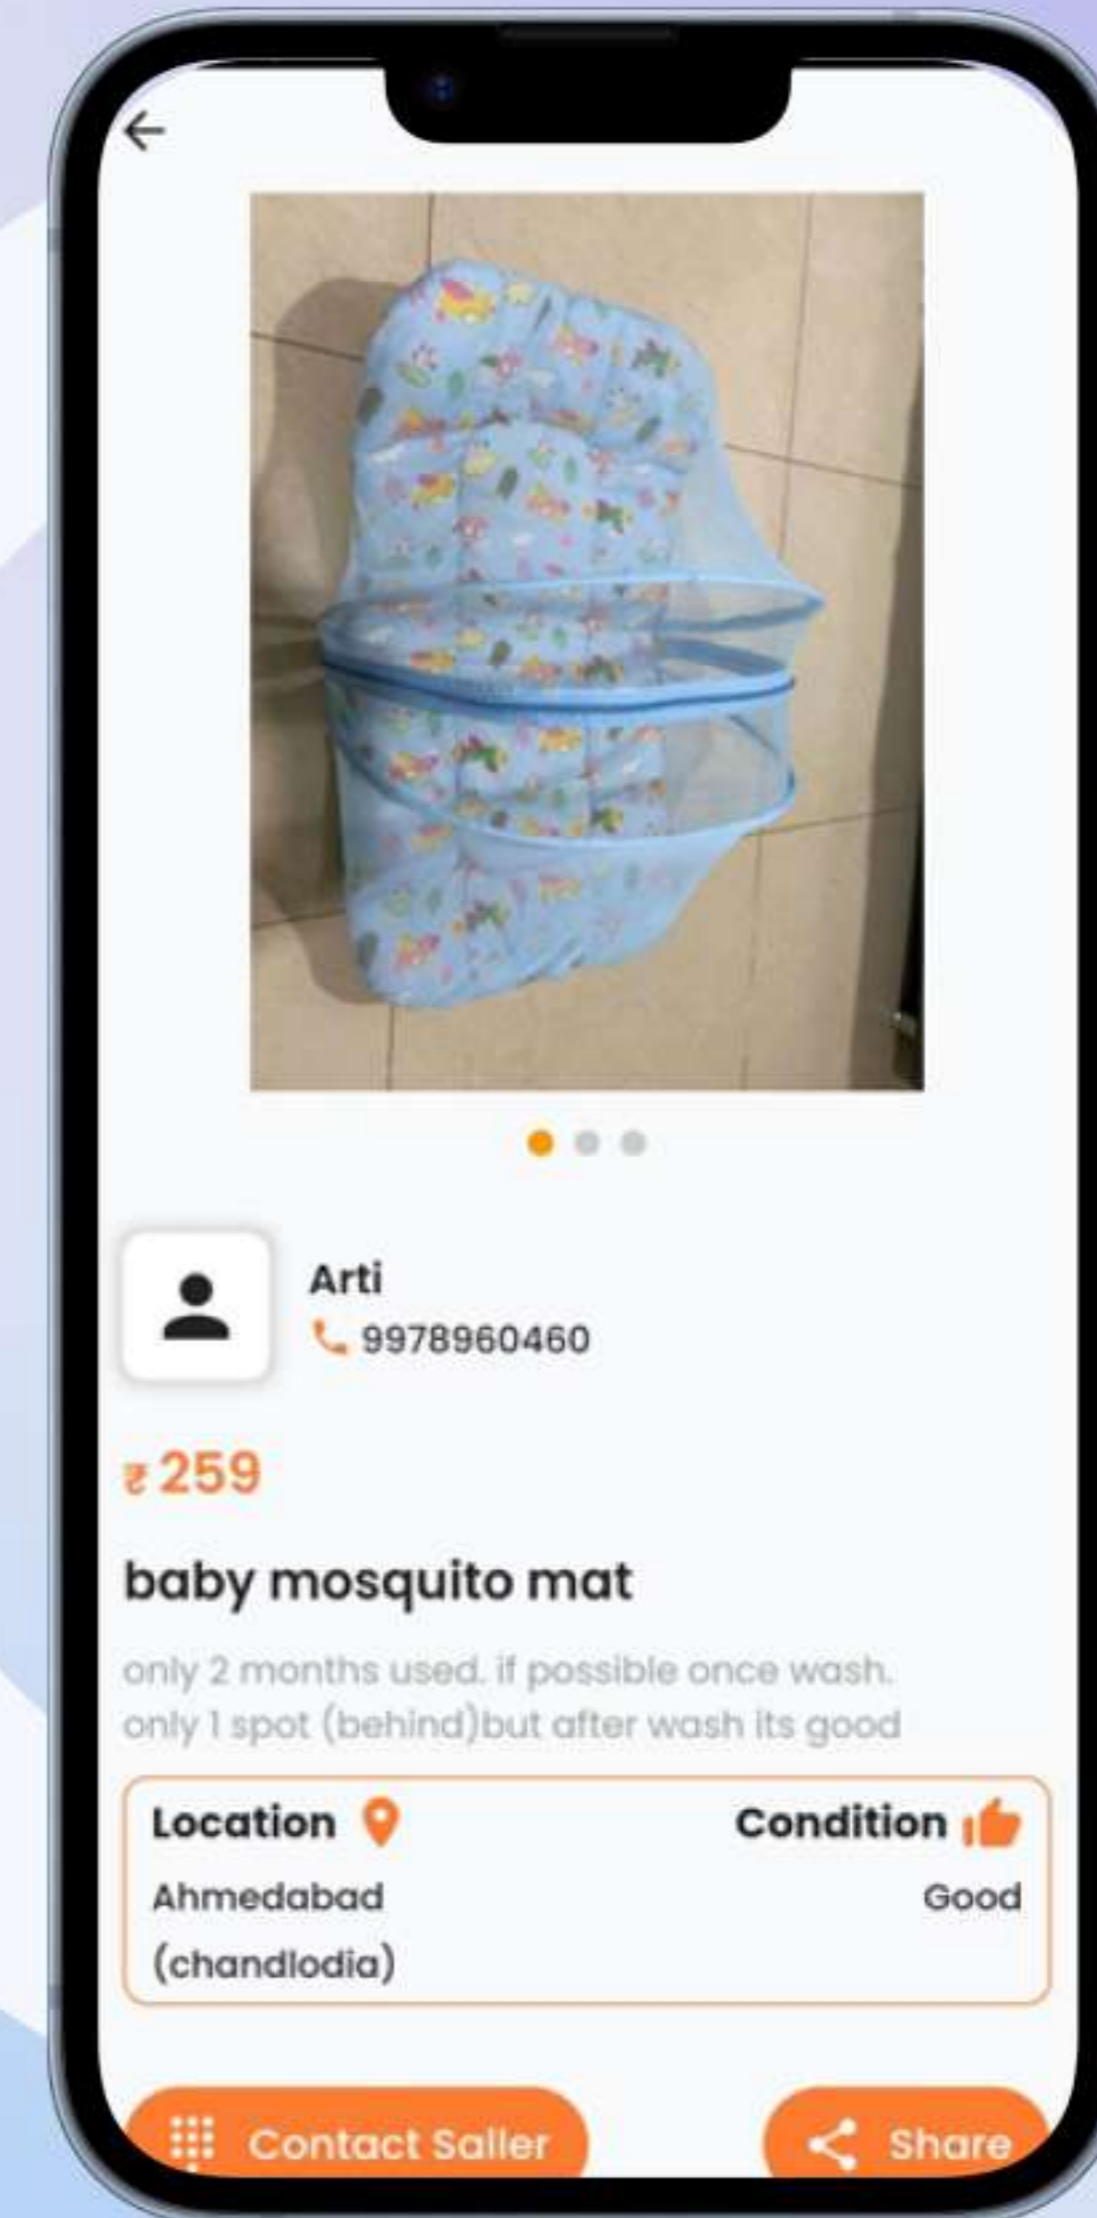 Arti
9978960460
₹ 259
baby mosquito mat
only 2 months used. if possible once wash.
only 1 spot (behind)but after wash its good
Location
Condition
Ahmedabad
Good
(chandlodia)
Contact Saller
Share